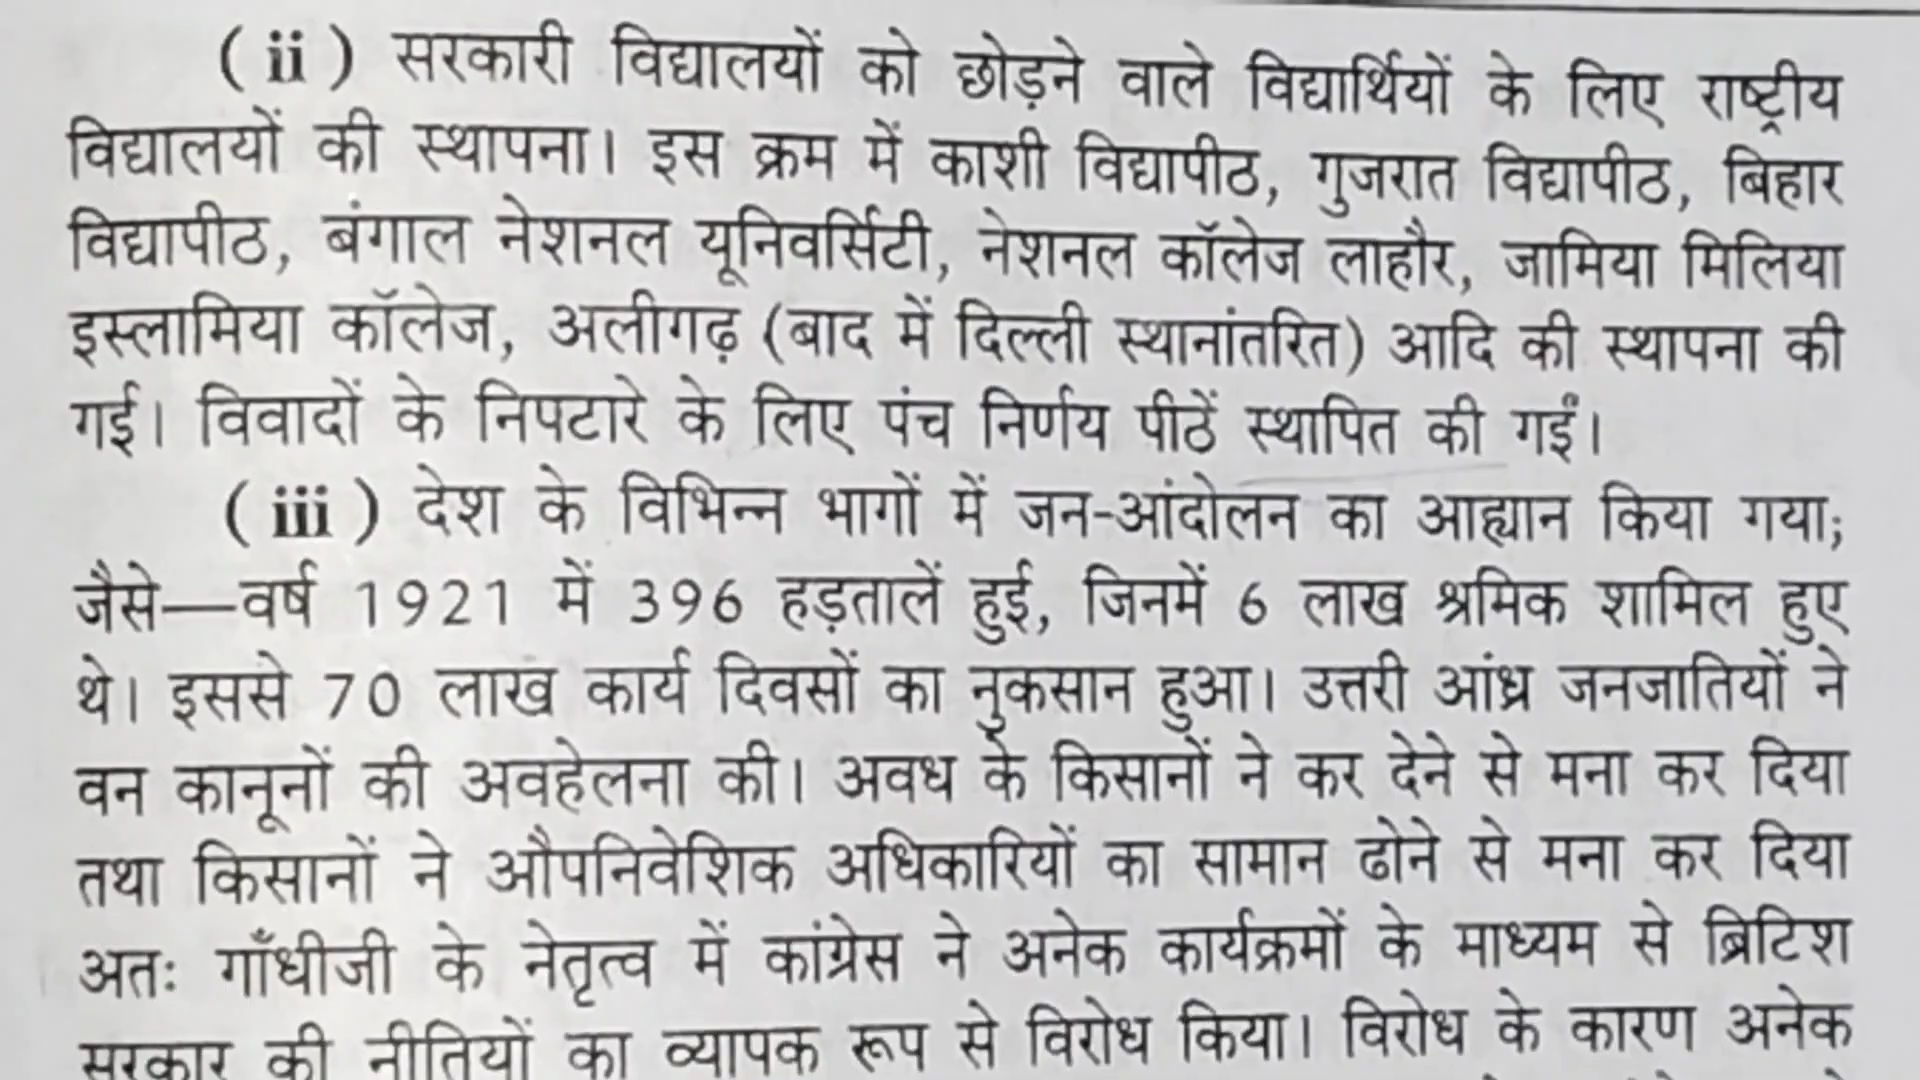 (ii) सरकारी विद्यालयों को छोड़ने वाले विद्यार्थियों के लिए राष्ट्रीय
विद्यालयों की स्थापना। इस क्रम में काशी विद्यापीठ, गुजरात विद्यापीठ, बिहार
विद्यापीठ, बंगाल नेशनल यूनिवर्सिटी, नेशनल कॉलेज लाहौर, जामिया मिलिया
इस्लामिया कॉलेज, अलीगढ़ (बाद में दिल्ली स्थानांतरित) आदि की स्थापना की
गई। विवादों के निपटारे के लिए पंच निर्णय पीठें स्थापित की गईं।
(iii) देश के विभिन्न भागों में जन-आंदोलन का आह्यान किया गया;
जैसे—वर्ष 1921 में 396 हड़तालें हुई, जिनमें 6 लाख श्रमिक शामिल हुए
थे। इससे 70 लाख कार्य दिवसों का नुकसान हुआ। उत्तरी आंध्र जनजातियों ने
वन कानूनों की अवहेलना की। अवध के किसानों ने कर देने से मना कर दिया
तथा किसानों ने औपनिवेशिक अधिकारियों का सामान ढोने से मना कर दिया
अतः गाँधीजी के नेतृत्व में कांग्रेस ने अनेक कार्यक्रमों के माध्यम से ब्रिटिश
सरकार की नीतियों का व्यापक रूप से विरोध किया। विरोध के कारण अनेक